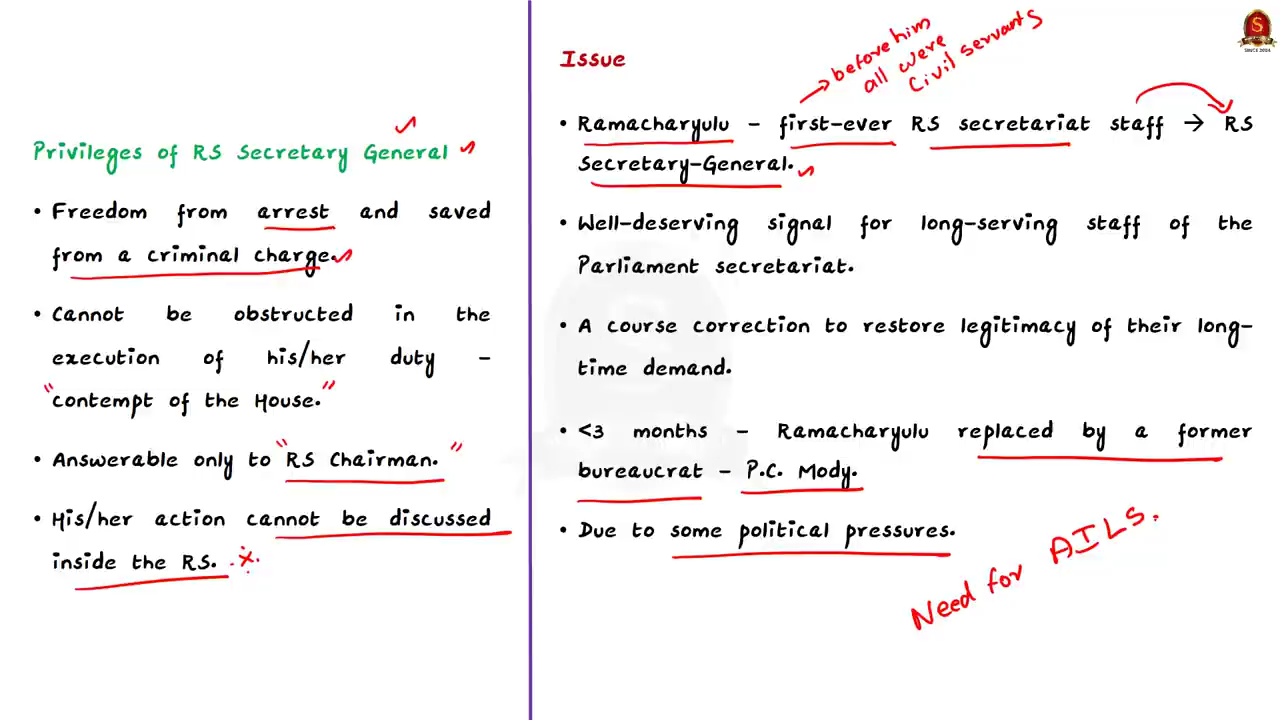 Privileges of RS Secretary General
• Freedom from arrest and saved
from a criminal charge.
• Cannot be obstructed in the
execution of his/her duty –
"contempt of the House."
• Answerable only to "RS Chairman."
• His/her action cannot be discussed
inside the RS.
Issue
before him
all were
Civil servants
• Ramacharyulu – first-ever RS secretariat staff → RS
Secretary-General.
• Well-deserving signal for long-serving staff of the
Parliament secretariat.
• A course correction to restore legitimacy of their long-
time demand.
• <3 months – Ramacharyulu replaced by a former
bureaucrat – P.C. Mody.
• Due to some political pressures.
Need for AILS.
S
SINCE 2004